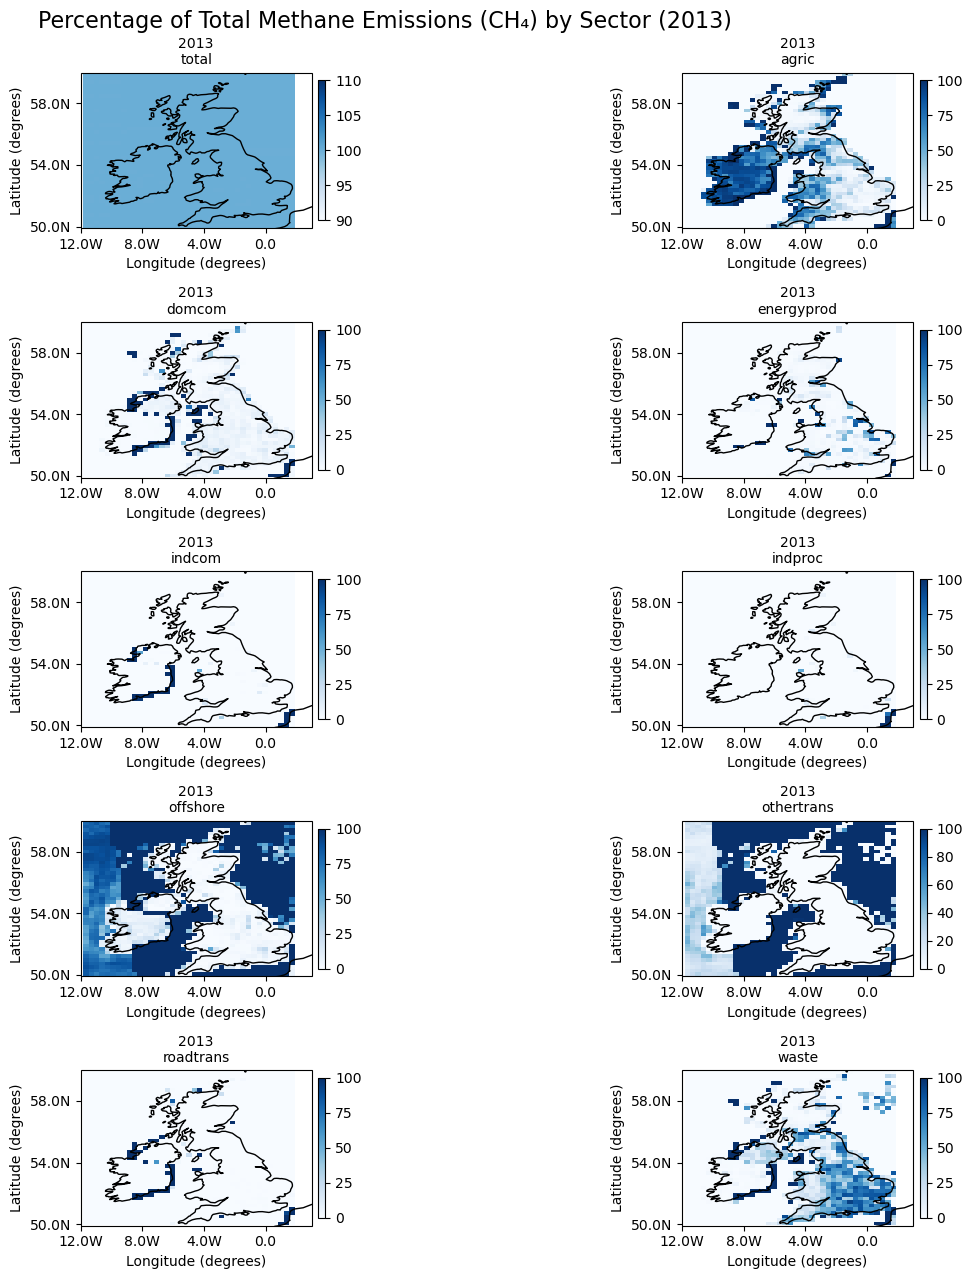 Percentage of Total Methane Emissions (CH₄) by Sector (2013)
2013
total
Latitude (degrees)
58.0N
54.0N
50.0N
12.0W 8.0W 4.0W 0.0
Longitude (degrees)
110
105
100
95
90
2013
agric
Latitude (degrees)
58.0N
54.0N
50.0N
12.0W 8.0W 4.0W 0.0
Longitude (degrees)
100
75
50
25
0
2013
domcom
Latitude (degrees)
58.0N
54.0N
50.0N
12.0W 8.0W 4.0W 0.0
Longitude (degrees)
100
75
50
25
0
2013
energyprod
Latitude (degrees)
58.0N
54.0N
50.0N
12.0W 8.0W 4.0W 0.0
Longitude (degrees)
100
75
50
25
0
2013
indcom
Latitude (degrees)
58.0N
54.0N
50.0N
12.0W 8.0W 4.0W 0.0
Longitude (degrees)
100
75
50
25
0
2013
indproc
Latitude (degrees)
58.0N
54.0N
50.0N
12.0W 8.0W 4.0W 0.0
Longitude (degrees)
100
75
50
25
0
2013
offshore
Latitude (degrees)
58.0N
54.0N
50.0N
12.0W 8.0W 4.0W 0.0
Longitude (degrees)
100
75
50
25
0
2013
othertrans
Latitude (degrees)
58.0N
54.0N
50.0N
12.0W 8.0W 4.0W 0.0
Longitude (degrees)
100
80
60
40
20
0
2013
roadtrans
Latitude (degrees)
58.0N
54.0N
50.0N
12.0W 8.0W 4.0W 0.0
Longitude (degrees)
100
75
50
25
0
2013
waste
Latitude (degrees)
58.0N
54.0N
50.0N
12.0W 8.0W 4.0W 0.0
Longitude (degrees)
100
75
50
25
0